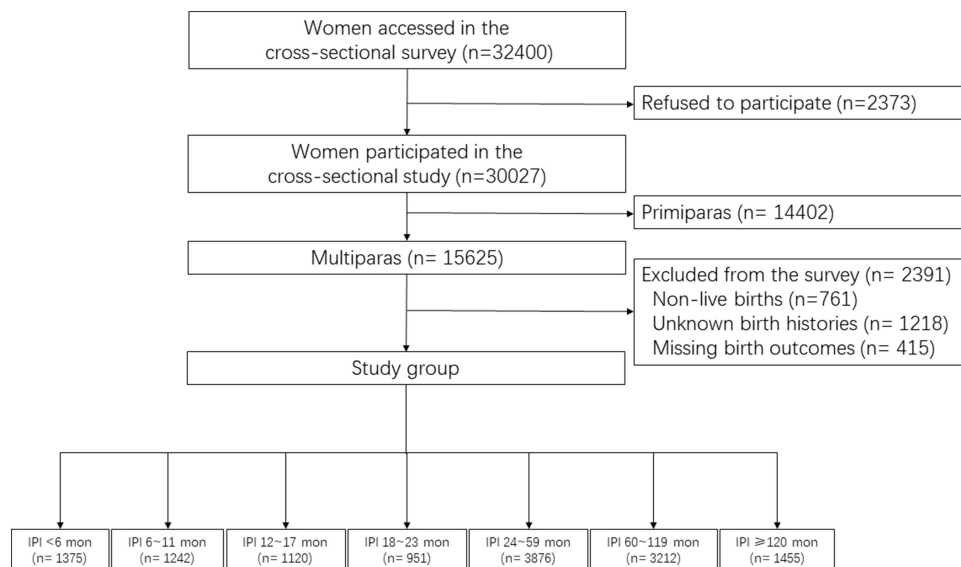 Women accessed in the
cross-sectional survey (n=32400)
Refused to participate (n=2373)
Women participated in the
cross-sectional study (n=30027)
Primiparas (n= 14402)
Multiparas (n= 15625)
Excluded from the survey (n= 2391)
Non-live births (n=761)
Unknown birth histories (n= 1218)
Missing birth outcomes (n= 415)
Study group
IPI <6 mon
(n= 1375)
IPI 6~11 mon
(n= 1242)
IPI 12~17 mon
(n= 1120)
IPI 18~23 mon
(n= 951)
IPI 24~59 mon
(n= 3876)
IPI 60~119 mon
(n= 3212)
IPI ≥120 mon
(n= 1455)